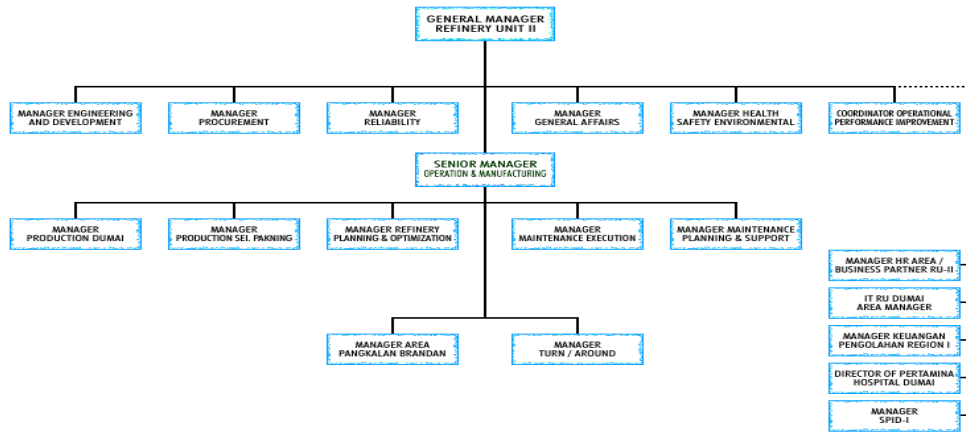 GENERAL MANAGER
REFINERY UNIT II
MANAGER ENGINEERING
AND DEVELOPMENT
MANAGER
PROCUREMENT
MANAGER
RELIABILITY
MANAGER
GENERAL AFFAIRS
MANAGER HEALTH
SAFETY ENVIRONMENTAL
COORDINATOR OPERATIONAL
PERFORMANCE IMPROVEMENT
SENIOR MANAGER
OPERATION & MANUFACTURING
MANAGER
PRODUCTION DUMAI
MANAGER
PRODUCTION SEI. PAKNING
MANAGER REFINERY
PLANNING & OPTIMIZATION
MANAGER
MAINTENANCE EXECUTION
MANAGER MAINTENANCE
PLANNING & SUPPORT
MANAGER HR AREA /
BUSINESS PARTNER RU-II
IT RU DUMAI
AREA MANAGER
MANAGER KEUANGAN
PENGOLAHAN REGION I
DIRECTOR OF PERTAMINA
HOSPITAL DUMAI
MANAGER
SPID-I
MANAGER AREA
PANGKALAN BRANDAN
MANAGER
TURN / AROUND